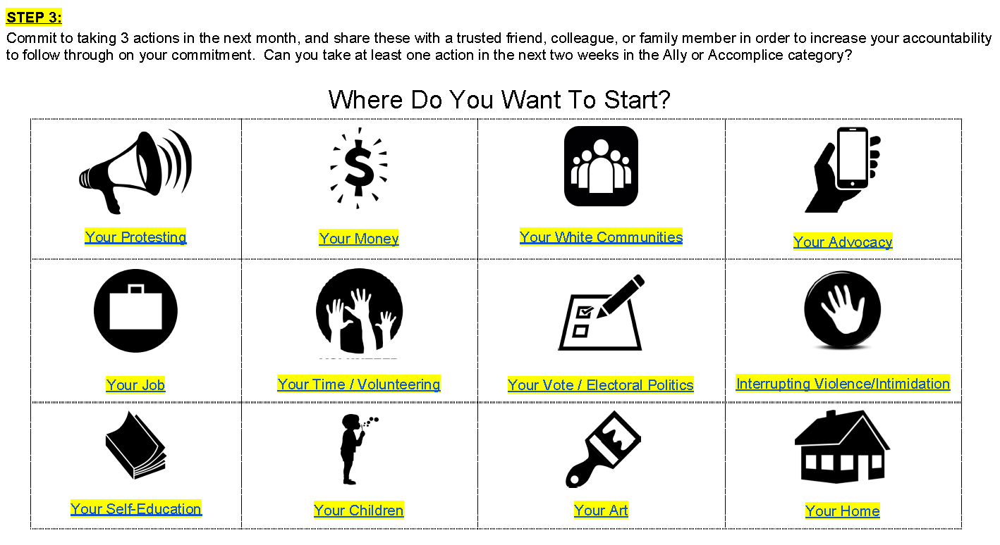 STEP 3:
Commit to taking 3 actions in the next month, and share these with a trusted friend, colleague, or family member in order to increase your accountability
to follow through on your commitment.  Can you take at least one action in the next two weeks in the Ally or Accomplice category?
Where Do You Want To Start?
$
Your Protesting
Your Money
Your White Communities
Your Advocacy
Your Job
Your Time / Volunteering
Your Vote / Electoral Politics
Interrupting Violence/Intimidation
Your Self-Education
Your Children
Your Art
Your Home